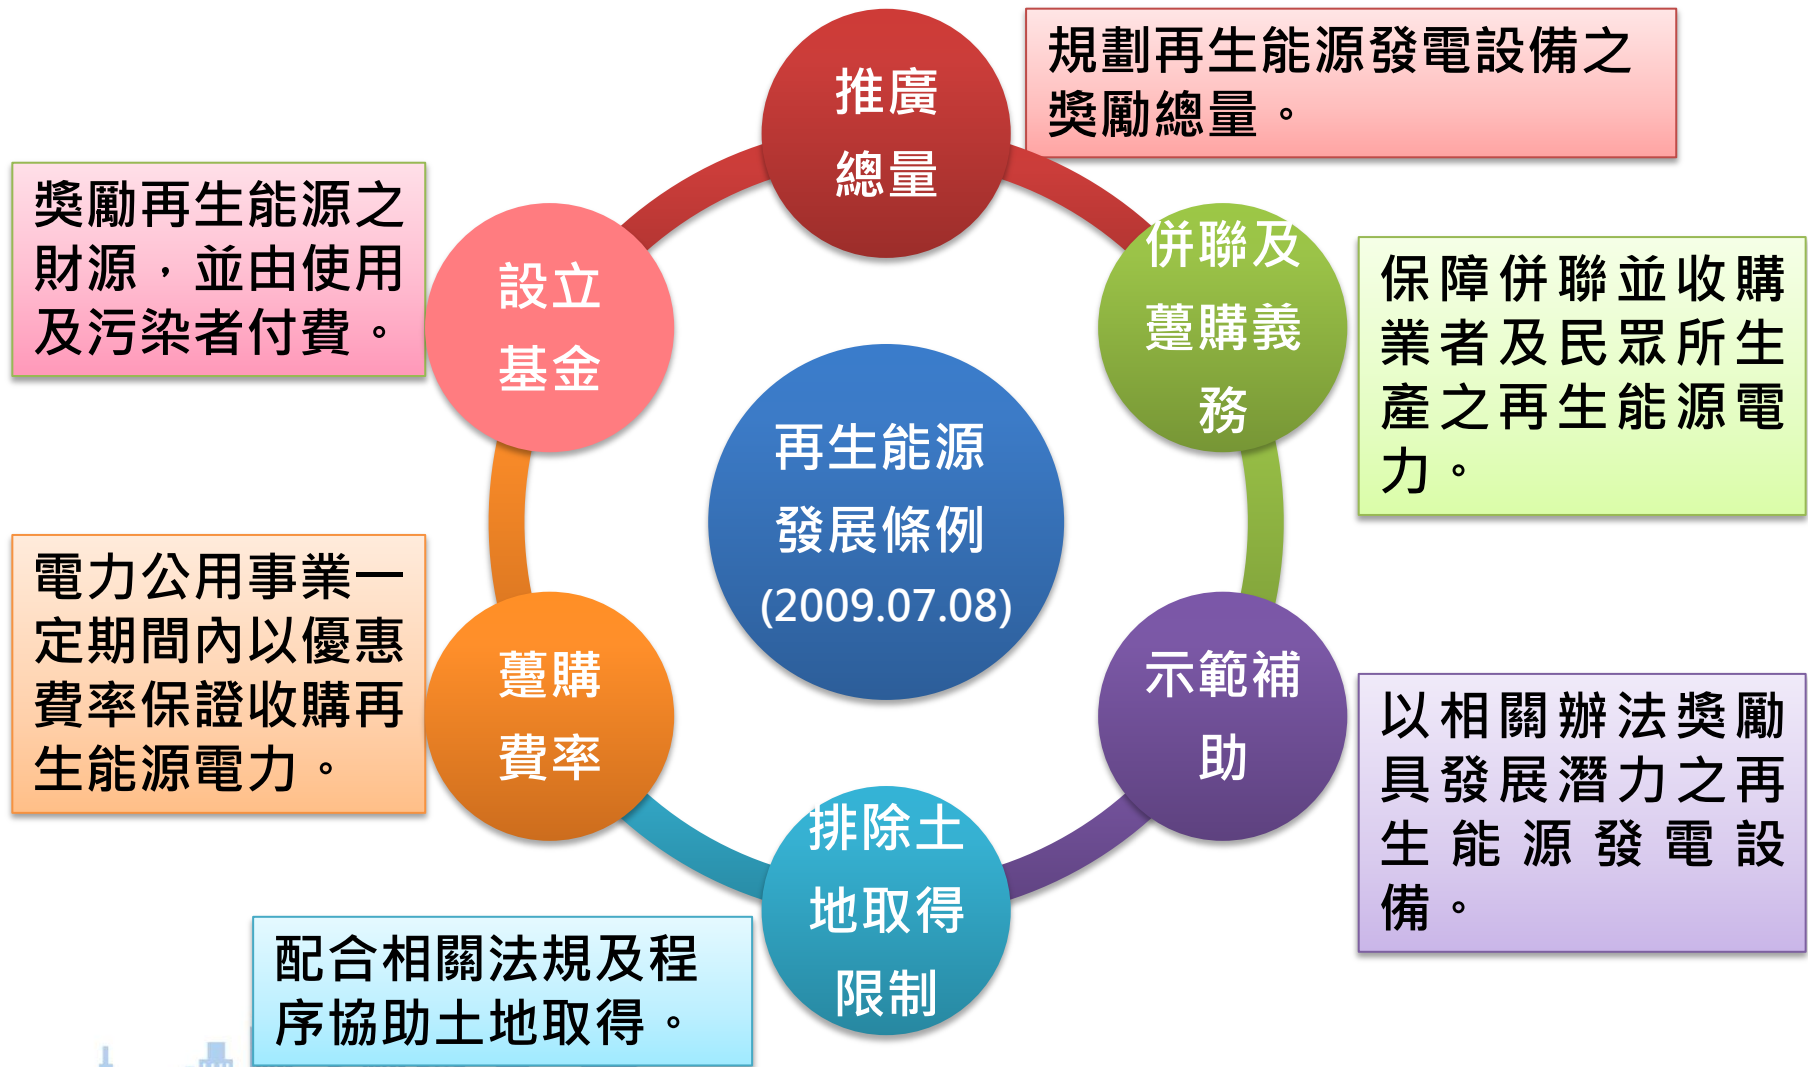 推廣
總量
規劃再生能源發電設備之
獎勵總量。
併聯及
躉購義
務
保障併聯並收購
業者及民眾所生
產之再生能源電
力。
示範補
助
以相關辦法獎勵
具發展潛力之再
生能源發電設
備。
排除土
地取得
限制
配合相關法規及程
序協助土地取得。
躉購
費率
電力公用事業一
定期間內以優惠
費率保證收購再
生能源電力。
設立
基金
獎勵再生能源之
財源，並由使用
及污染者付費。
再生能源
發展條例
(2009.07.08)